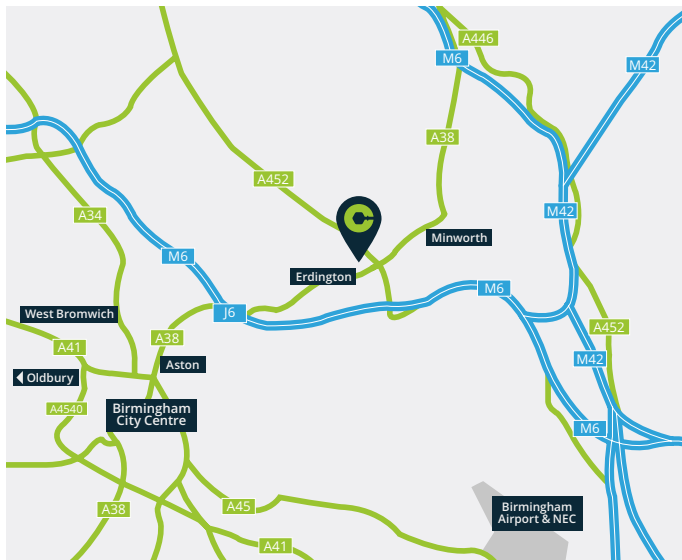 A446
M6
M42
A38
A452
A34
M42
Minworth
M6
Erdington
M6
J6
West Bromwich
A452
A38
A41
M42
Aston
Oldbury
A4540
Birmingham
City Centre
M6
A45
A38
Birmingham
Airport & NEC
A41